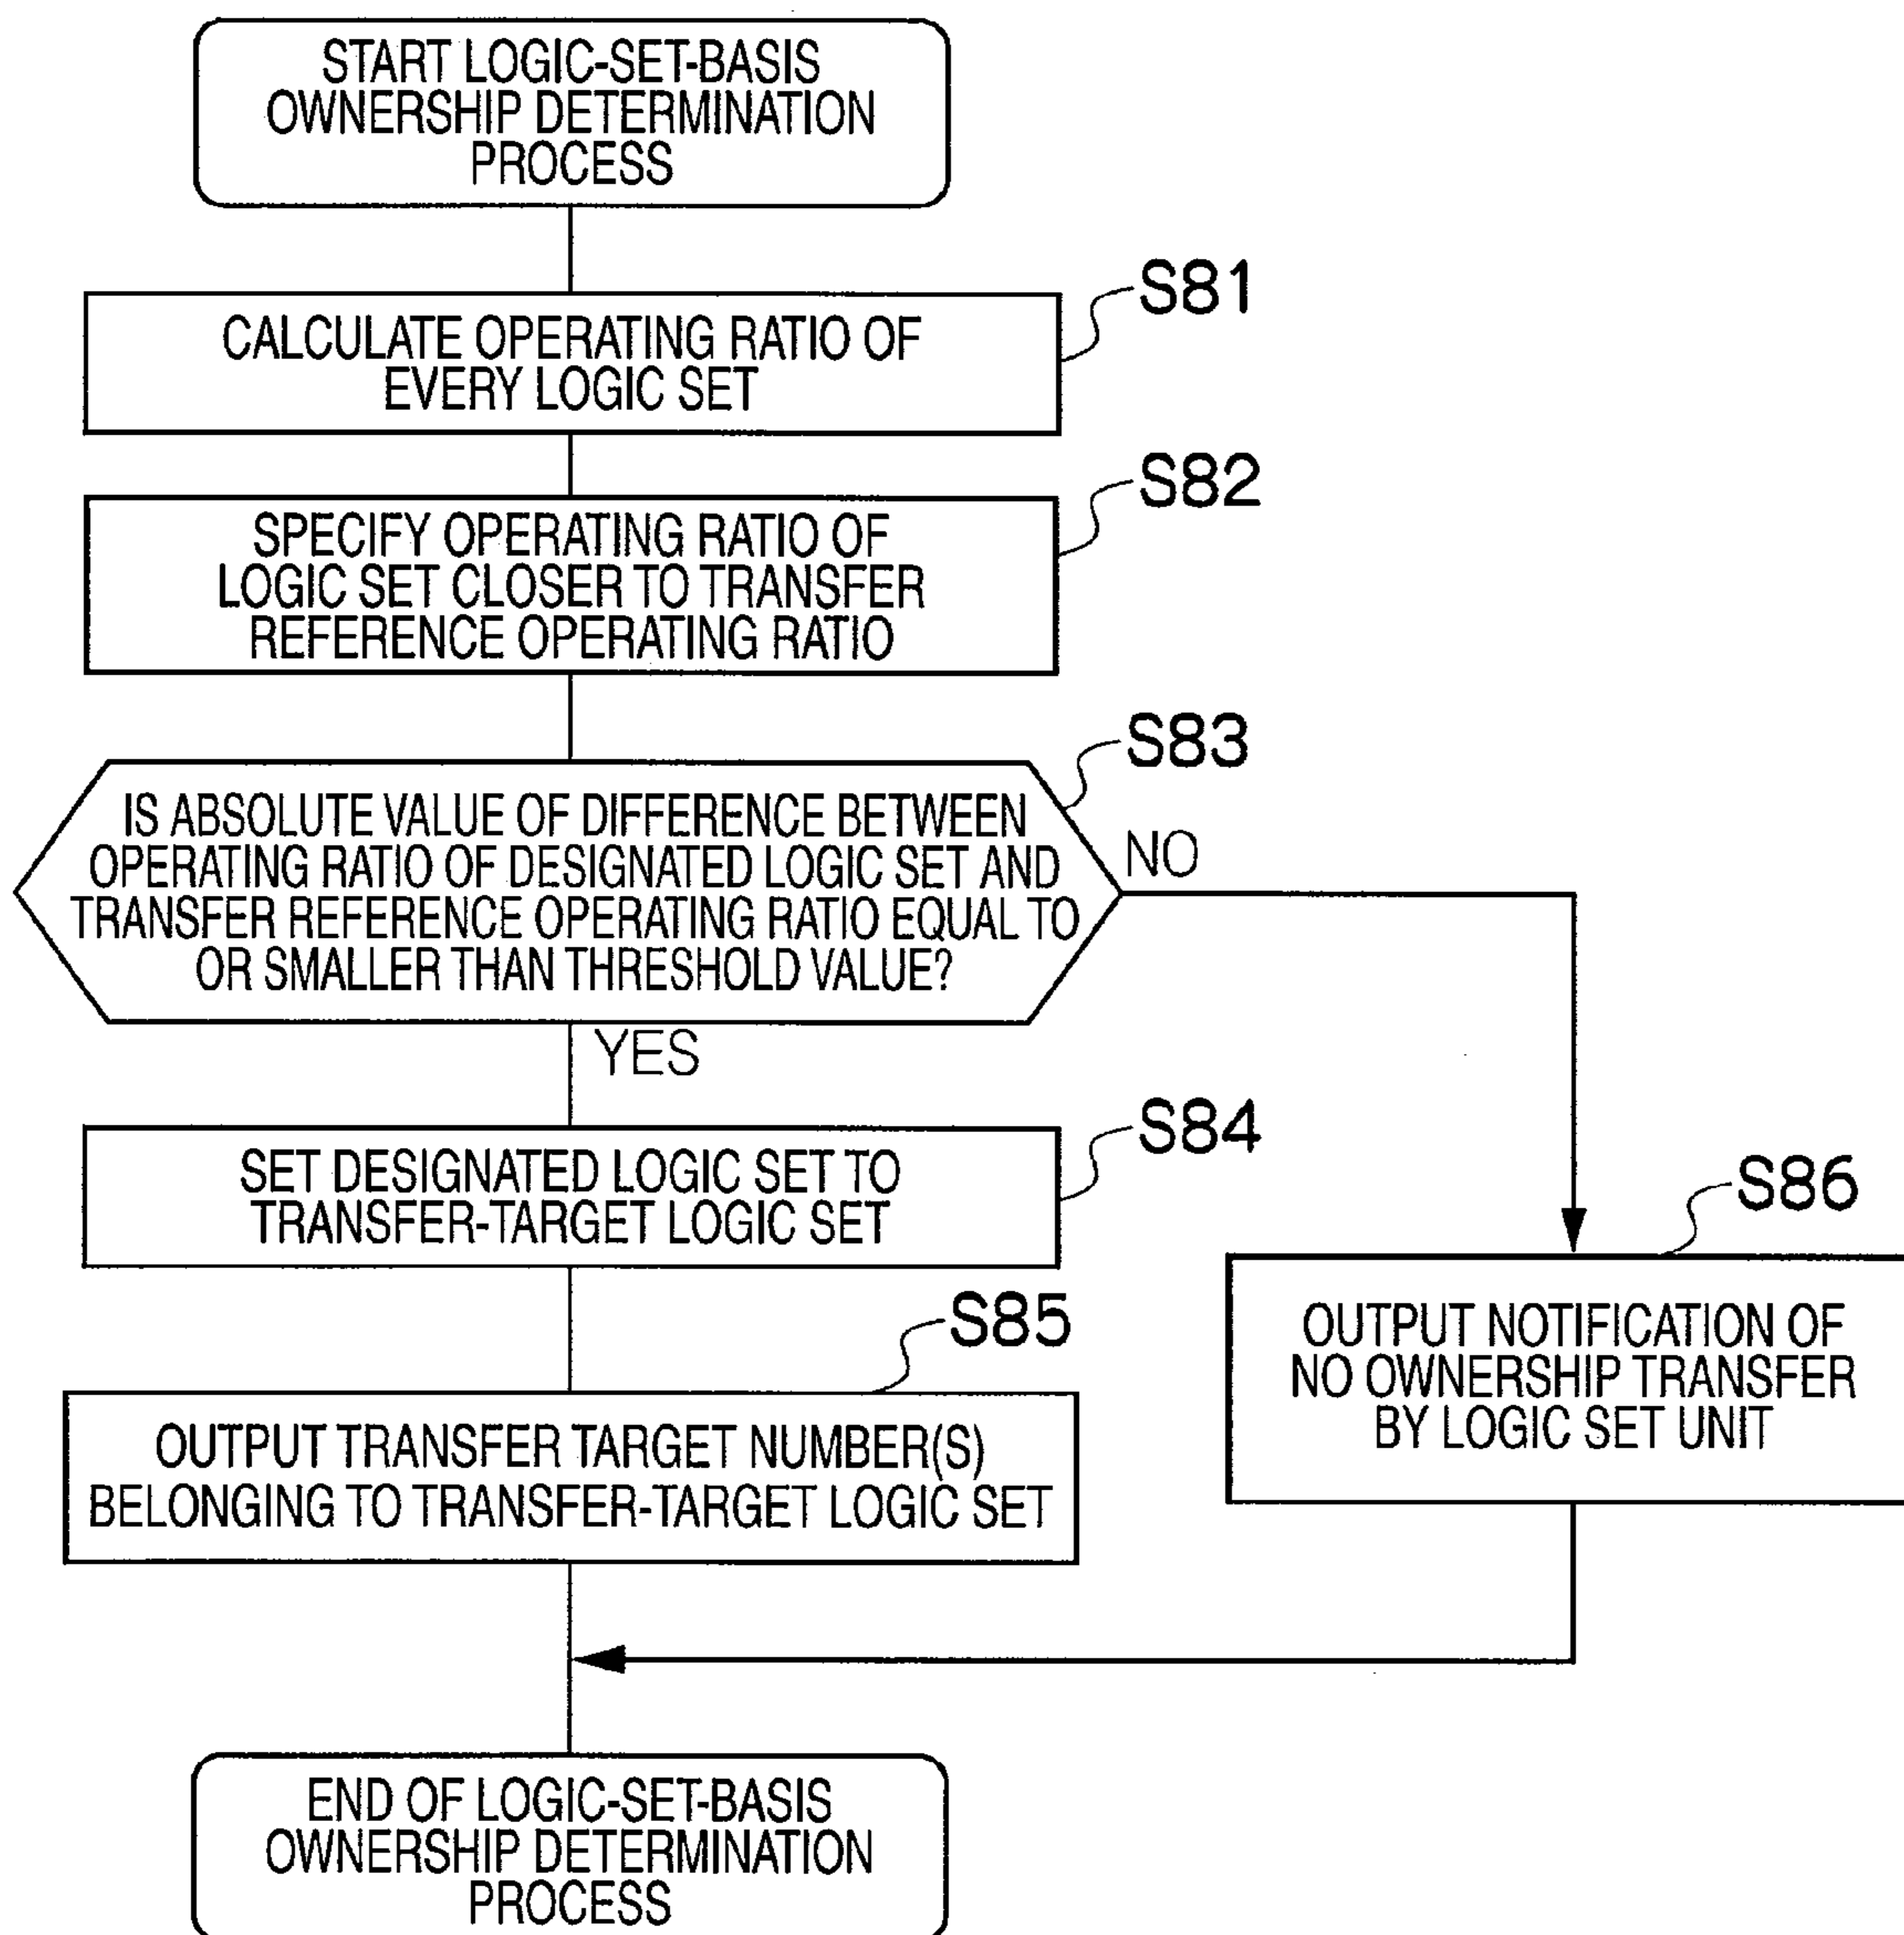 START LOGIC-SET-BASIS
OWNERSHIP DETERMINATION
PROCESS
S81
CALCULATE OPERATING RATIO OF
EVERY LOGIC SET
S82
SPECIFY OPERATING RATIO OF
LOGIC SET CLOSER TO TRANSFER
REFERENCE OPERATING RATIO
S83
IS ABSOLUTE VALUE OF DIFFERENCE BETWEEN
OPERATING RATIO OF DESIGNATED LOGIC SET AND
TRANSFER REFERENCE OPERATING RATIO EQUAL TO
OR SMALLER THAN THRESHOLD VALUE?
NO
YES
S84
SET DESIGNATED LOGIC SET TO
TRANSFER-TARGET LOGIC SET
S85
OUTPUT TRANSFER TARGET NUMBER(S)
BELONGING TO TRANSFER-TARGET LOGIC SET
S86
OUTPUT NOTIFICATION OF
NO OWNERSHIP TRANSFER
BY LOGIC SET UNIT
END OF LOGIC-SET-BASIS
OWNERSHIP DETERMINATION
PROCESS